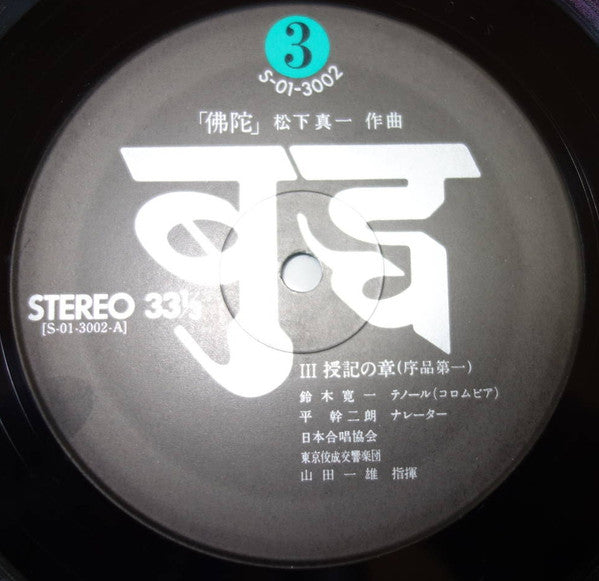 3
S-01-3002
「佛陀」松下真一 作曲
बुद्ध
STEREO 33⅓
[S-01-3002-A]
III 授記の章(序品第一)
鈴木寛一 テノール(コロムビア)
平 幹二朗 ナレーター
日本合唱協会
東京佼成交響楽団
山田一雄 指揮